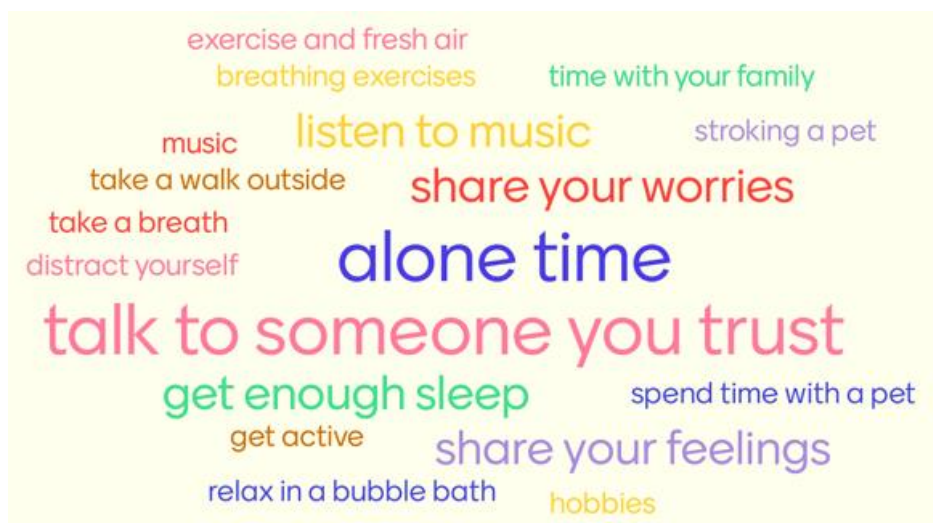 exercise and fresh air
breathing exercises
time with your family
listen to music
stroking a pet
music
take a walk outside
share your worries
take a breath
distract yourself
alone time
talk to someone you trust
get enough sleep
spend time with a pet
get active
share your feelings
relax in a bubble bath
hobbies